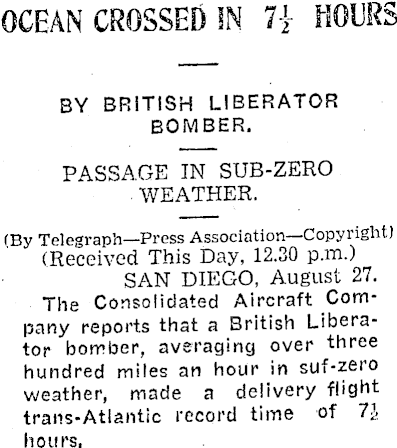 OCEAN CROSSED IN 7½ HOURS
BY BRITISH LIBERATOR
BOMBER.
PASSAGE IN SUB-ZERO
WEATHER.
(By Telegraph—Press Association—Copyright)
(Received This Day, 12.30 p.m.)
SAN DIEGO, August 27.
The Consolidated Aircraft Com-
pany reports that a British Libera-
tor bomber, averaging over three
hundred miles an hour in suf-zero
weather, made a delivery flight
trans-Atlantic record time of 7½
hours.